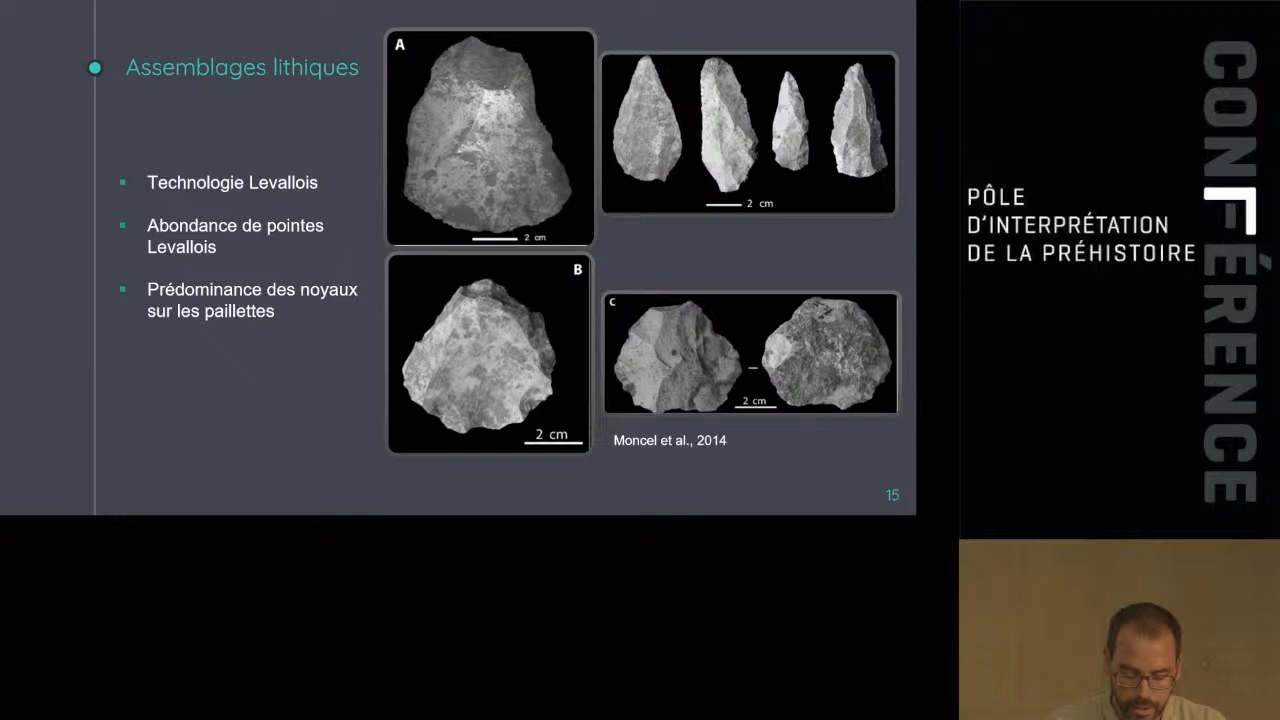 Assemblages lithiques
Technologie Levallois
Abondance de pointes
Levallois
Prédominance des noyaux
sur les paillettes
A
2 cm
2 cm
B
2 cm
C
2 cm
Moncel et al., 2014
15
PÔLE
D'INTERPRÉTATION
DE LA PRÉHISTOIRE
CONFÉRENCE